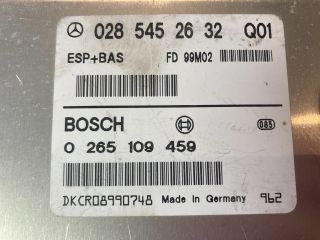 028 545 26 32 Q01
ESP+BAS FD 99M02
BOSCH 085
0 265 109 459
DKCR08990748 Made in Germany 962